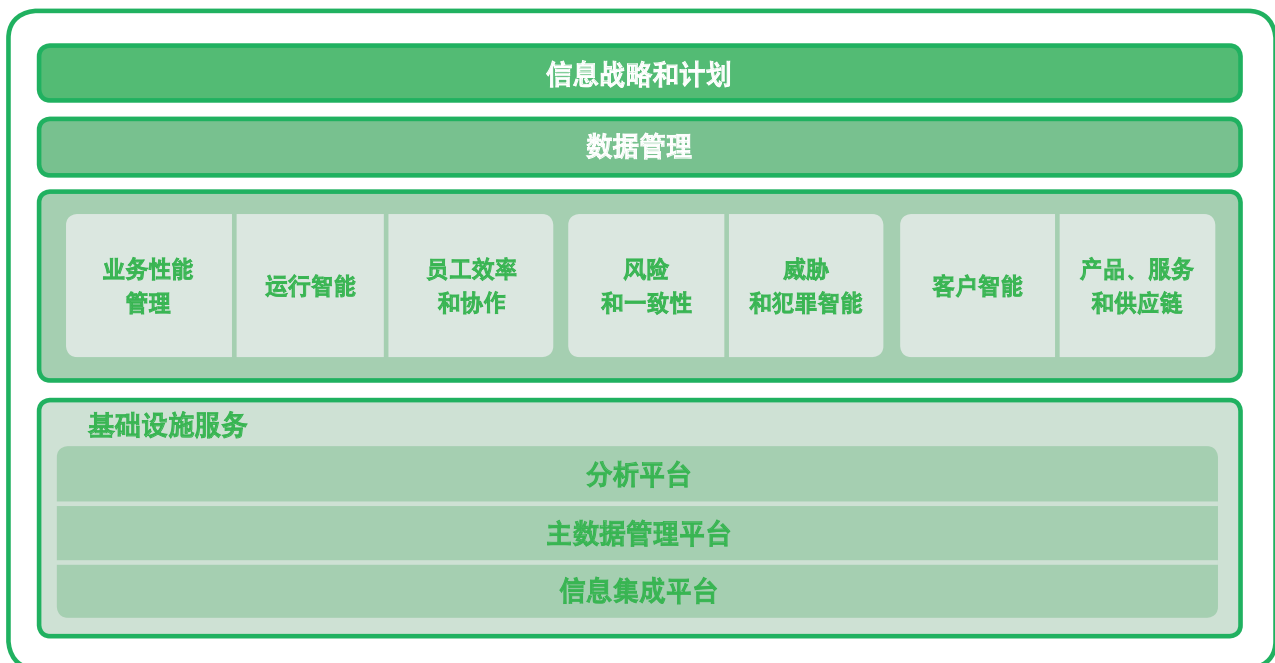 信息战略和计划
数据管理
业务性能
管理
运行智能
员工效率
和协作
风险
和一致性
威胁
和犯罪智能
客户智能
产品、服务
和供应链
基础设施服务
分析平台
主数据管理平台
信息集成平台